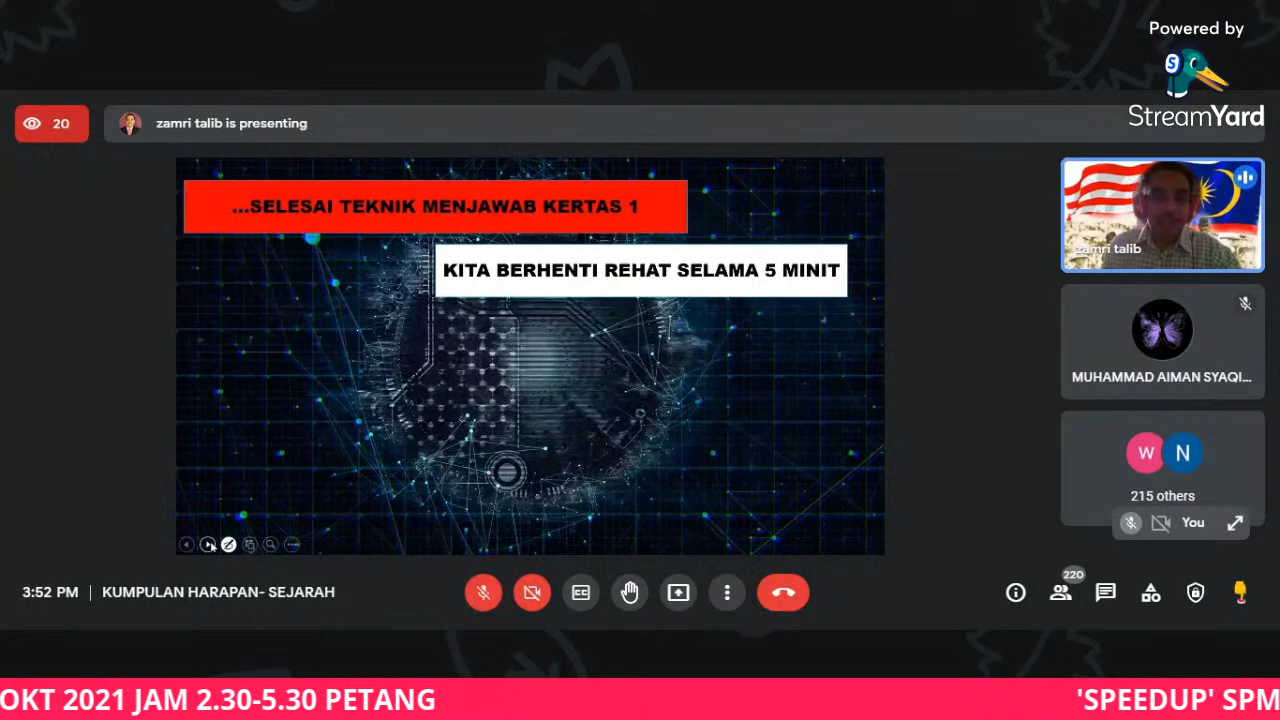 Powered by
StreamYard
20
zamri talib is presenting
...SELESAI TEKNIK MENJAWAB KERTAS 1
KITA BERHENTI REHAT SELAMA 5 MINIT
zamri talib
MUHAMMAD AIMAN SYAQI...
W N
215 others
You
3:52 PM | KUMPULAN HARAPAN- SEJARAH
CC
220
OKT 2021 JAM 2.30-5.30 PETANG
'SPEEDUP' SPM